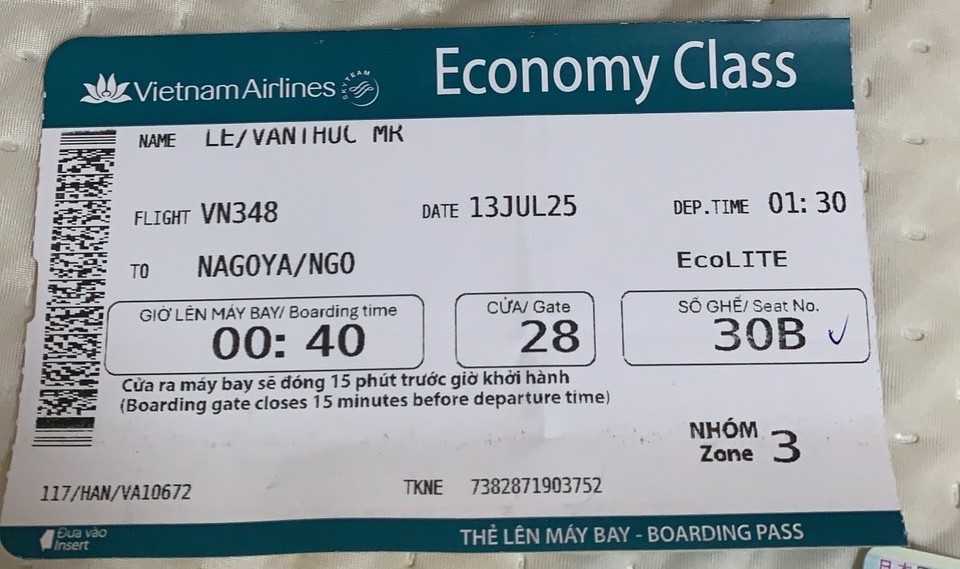 Vietnam Airlines SKYTEAM Economy Class
NAME LE/VANTHUC MR
FLIGHT VN348 DATE 13JUL25 DEP.TIME 01:30
TO NAGOYA/NGO EcoLITE
GIỜ LÊN MÁY BAY/ Boarding time CỬA/ Gate SỐ GHẾ/ Seat No.
00:40 28 30B
Cửa ra máy bay sẽ đóng 15 phút trước giờ khởi hành
(Boarding gate closes 15 minutes before departure time)
NHÓM
Zone 3
117/HAN/VA10672 TKNE 7382871903752
Đưa vào
Insert
THẺ LÊN MÁY BAY - BOARDING PASS